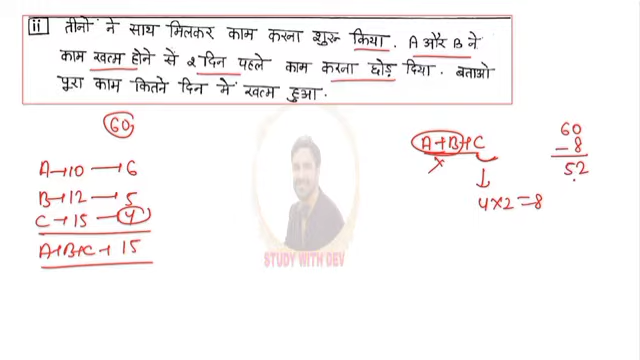 ii तीनों ने साथ मिलकर काम करना शुरू किया. A और B ने
काम खत्म होने से 2 दिन पहले काम करना छोड़ दिया. बताओ
पूरा काम कितने दिन में खत्म हुआ.
60
A→10 → 6
B→12 → 5
C→15 → 4
A+B+C → 15
A+B+C
×
4×2=8
60
-8
52
STUDY WITH DEV